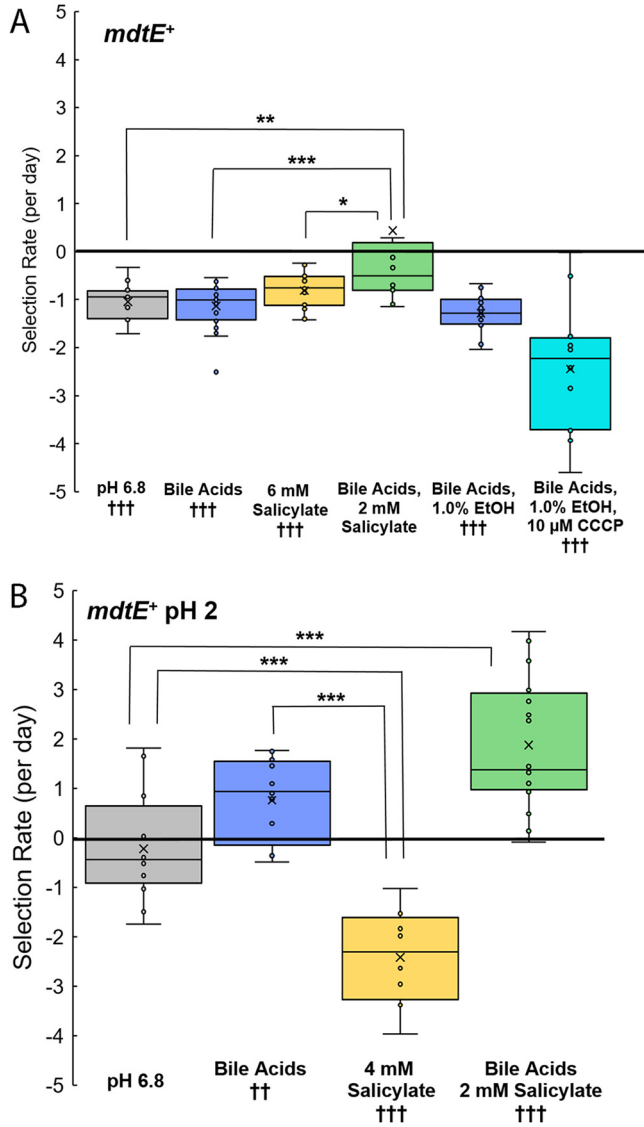 A
mdtE+
5
4
3
2
1
0
-1
-2
-3
-4
-5
Selection Rate (per day)
**
***
*
pH 6.8
†††
Bile Acids
†††
6 mM
Salicylate
†††
Bile Acids,
2 mM
Salicylate
Bile Acids,
1.0% EtOH
†††
Bile Acids,
1.0% EtOH,
10 µM CCCP
†††
B
mdtE+ pH 2
5
4
3
2
1
0
-1
-2
-3
-4
-5
Selection Rate (per day)
***
***
***
pH 6.8
Bile Acids
††
4 mM
Salicylate
†††
Bile Acids
2 mM Salicylate
†††